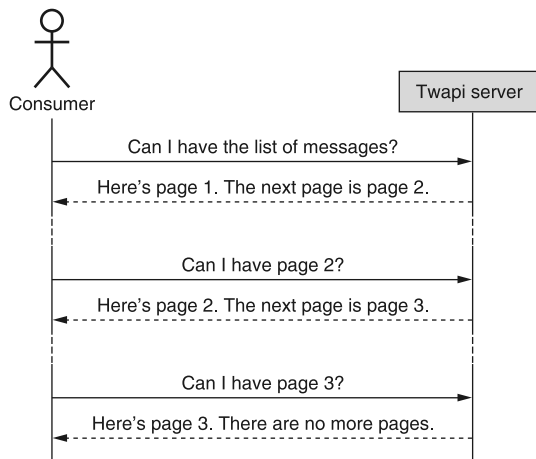 Consumer
Twapi server
Can I have the list of messages?
Here's page 1. The next page is page 2.
Can I have page 2?
Here's page 2. The next page is page 3.
Can I have page 3?
Here's page 3. There are no more pages.